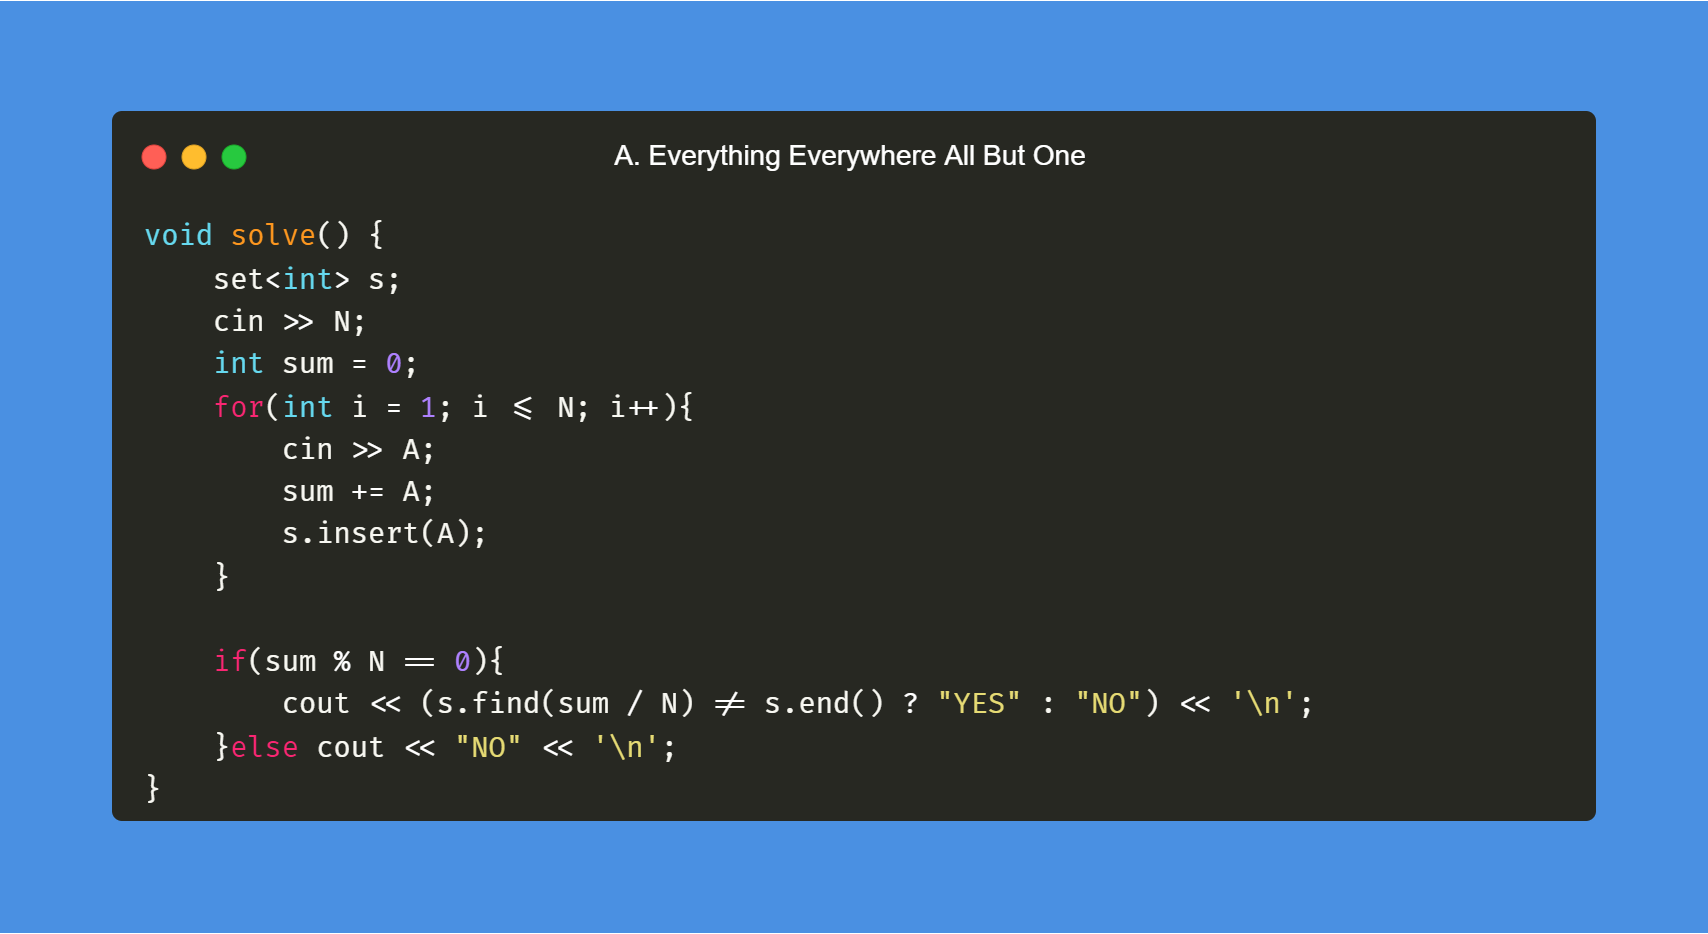 A. Everything Everywhere All But One
void solve() {
    set<int> s;
    cin >> N;
    int sum = 0;
    for(int i = 1; i <= N; i++){
        cin >> A;
        sum += A;
        s.insert(A);
    }
    if(sum % N == 0){
        cout << (s.find(sum / N) != s.end() ? "YES" : "NO") << '\n';
    }else cout << "NO" << '\n';
}